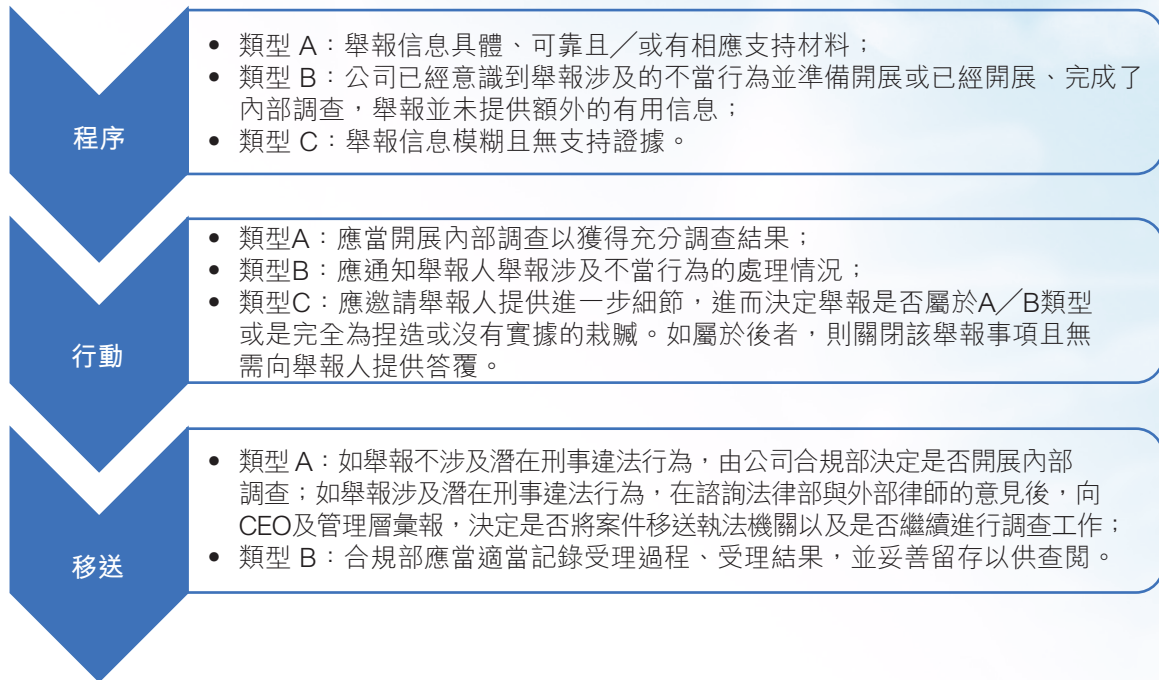 程序
• 類型 A：舉報信息具體、可靠且／或有相應支持材料；
• 類型 B：公司已經意識到舉報涉及的不當行為並準備開展或已經開展、完成了
內部調查，舉報並未提供額外的有用信息；
• 類型 C：舉報信息模糊且無支持證據。
行動
• 類型A：應當開展內部調查以獲得充分調查結果；
• 類型B：應通知舉報人舉報涉及不當行為的處理情況；
• 類型C：應邀請舉報人提供進一步細節，進而決定舉報是否屬於A／B類型
或是完全為捏造或沒有實據的栽贓。如屬於後者，則關閉該舉報事項且無
需向舉報人提供答覆。
移送
• 類型 A：如舉報不涉及潛在刑事違法行為，由公司合規部決定是否開展內部
調查；如舉報涉及潛在刑事違法行為，在諮詢法律部與外部律師的意見後，向
CEO及管理層彙報，決定是否將案件移送執法機關以及是否繼續進行調查工作；
• 類型 B：合規部應當適當記錄受理過程、受理結果，並妥善留存以供查閱。